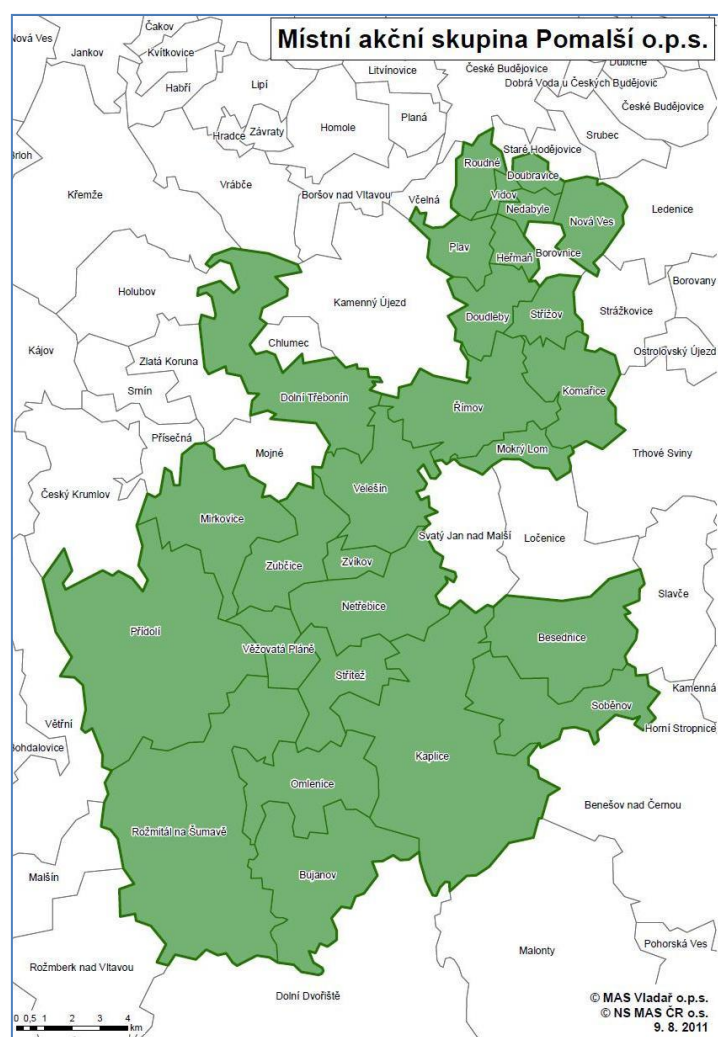 Místní akční skupina Pomalší o.p.s.
Nová Ves
Čakov
Jankov
Kvítkovice
Habří
Lipí
Litvínovice
České Budějovice
Dubičné
Dobrá Voda u Českých Budějovic
České Budějovice
Hradce
Závraty
Homole
Planá
Srubec
Staré Hodějovice
Brloh
Křemže
Vrábče
Boršov nad Vltavou
Včelná
Roudné
Doubravice
Vidov
Nedabyle
Nová Ves
Ledenice
Plav
Heřmaň
Borovnice
Holubov
Kamenný Újezd
Borovany
Doudleby
Střížov
Strážkovice
Kájov
Zlatá Koruna
Chlumec
Ostrolovský Újezd
Srnín
Dolní Třebonín
Římov
Komařice
Přísečná
Mojné
Mokrý Lom
Trhové Sviny
Český Krumlov
Velešín
Mirkovice
Svatý Jan nad Malší
Ločenice
Zubčice
Zvíkov
Slavče
Netřebice
Přídolí
Věžovatá Pláně
Besednice
Střítež
Kamenná
Soběnov
Větřní
Horní Stropnice
Bohdalovice
Kaplice
Omlenice
Benešov nad Černou
Rožmitál na Šumavě
Malšín
Bujanov
Malonty
Pohorská Ves
Rožmberk nad Vltavou
Dolní Dvořiště
© MAS Vladař o.p.s.
© NS MAS ČR o.s.
9. 8. 2011
0 0,5 1 2 3 4
km